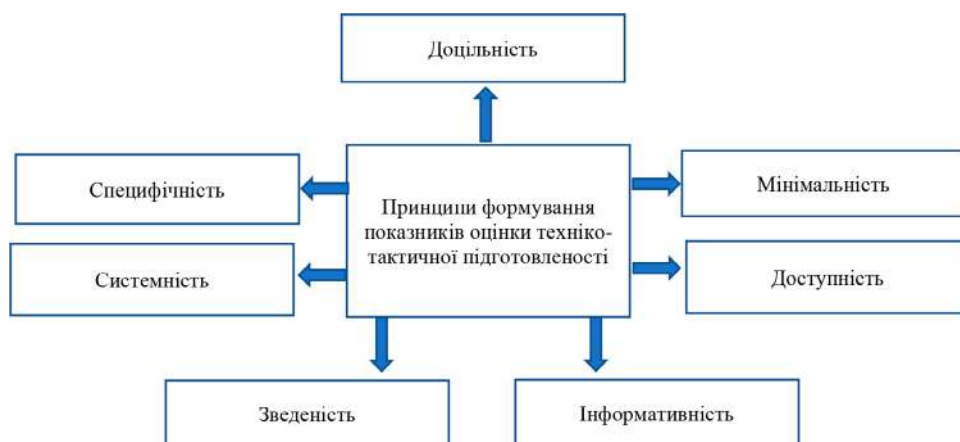 Доцільність
Специфічність
Мінімальність
Принципи формування
показників оцінки техніко-
тактичної підготовленості
Системність
Доступність
Зведеність
Інформативність